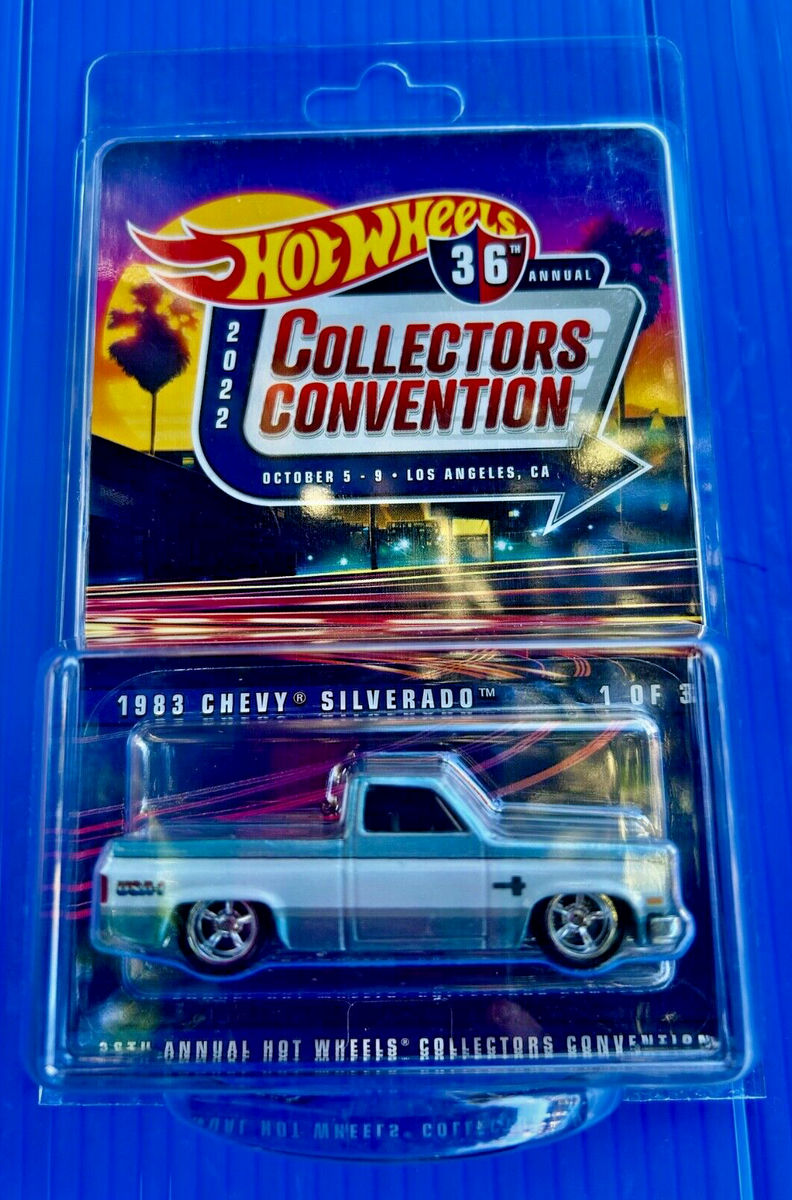 HOT WHEELS
36TH
ANNUAL
2022
COLLECTORS
CONVENTION
OCTOBER 5 - 9 • LOS ANGELES, CA
1983 CHEVY® SILVERADO™ 1 OF 3
36TH ANNUAL HOT WHEELS® COLLECTORS CONVENTION